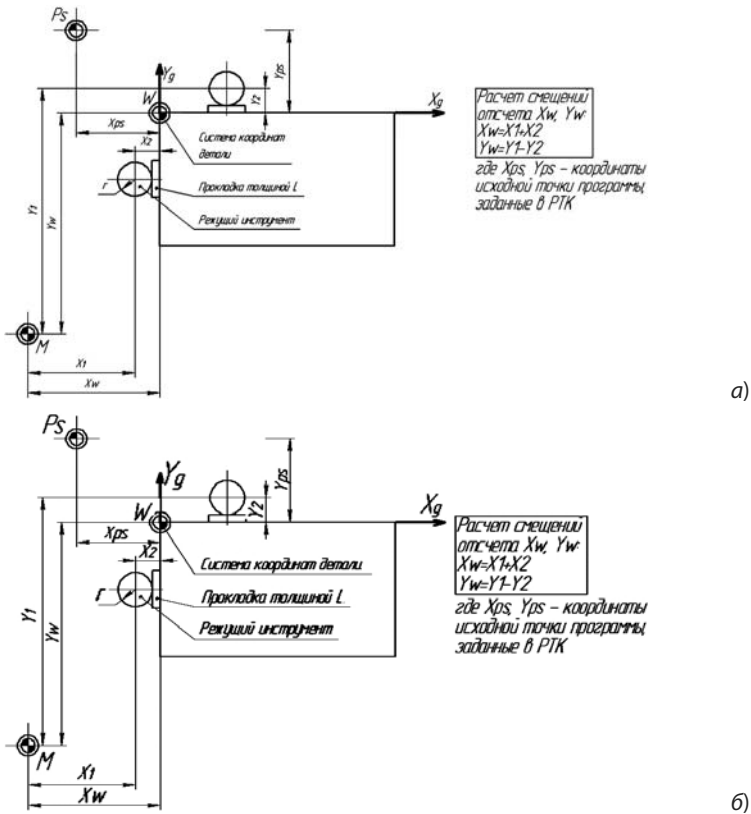 Ps
Yps
Yg
Y2
W
Xg
Xps
X2
Система координат
детали
Прокладка толщиной L
r
Режущий инструмент
Y1
Yw
M
X1
Xw
Расчет смещений
отсчета Xw, Yw:
Xw=X1+X2
Yw=Y1-Y2
где Xps, Yps – координаты
исходной точки программы,
заданные в РТК
а)
Ps
Yps
Yg
Y2
W
Xg
Xps
X2
Система координат детали
Прокладка толщиной L
r
Режущий инструмент
Y1
Yw
M
X1
Xw
Расчет смещений
отсчета Xw, Yw:
Xw=X1+X2
Yw=Y1-Y2
где Xps, Yps – координаты
исходной точки программы,
заданные в РТК
б)